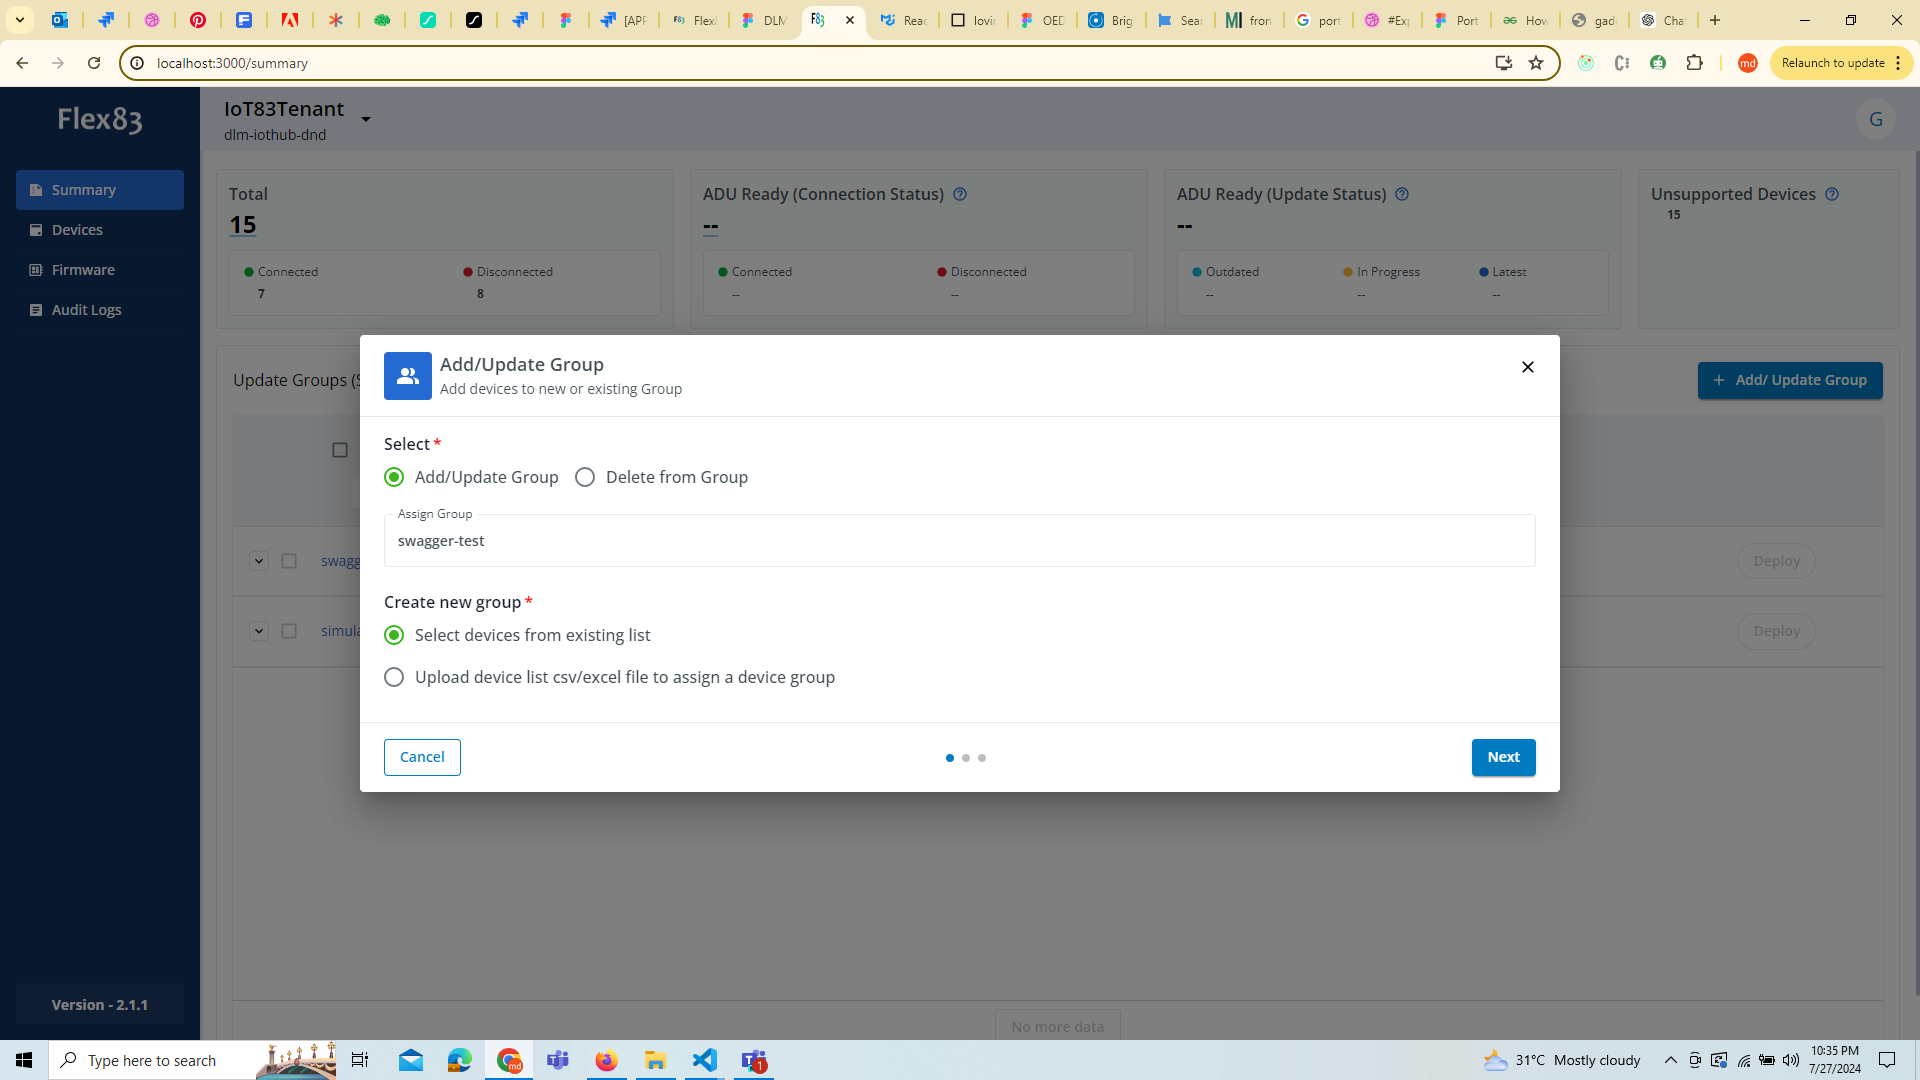 [APP
Flex
DLM
Reac
lovir
OED
Brig
Sear
fron
port
#Exp
Port
How
gad
Cha
localhost:3000/summary
md
Relaunch to update
Flex83
IoT83Tenant
dlm-iothub-dnd
G
Summary
Devices
Firmware
Audit Logs
Version - 2.1.1
Total
15
Connected
7
Disconnected
8
ADU Ready (Connection Status)
--
Connected
--
Disconnected
--
ADU Ready (Update Status)
--
Outdated
--
In Progress
--
Latest
--
Unsupported Devices
15
Update Groups (S
+ Add/ Update Group
swagg
Deploy
simula
Deploy
No more data
Add/Update Group
Add devices to new or existing Group
Select *
Add/Update Group
Delete from Group
Assign Group
swagger-test
Create new group *
Select devices from existing list
Upload device list csv/excel file to assign a device group
Cancel
Next
Type here to search
31°C Mostly cloudy
10:35 PM
7/27/2024